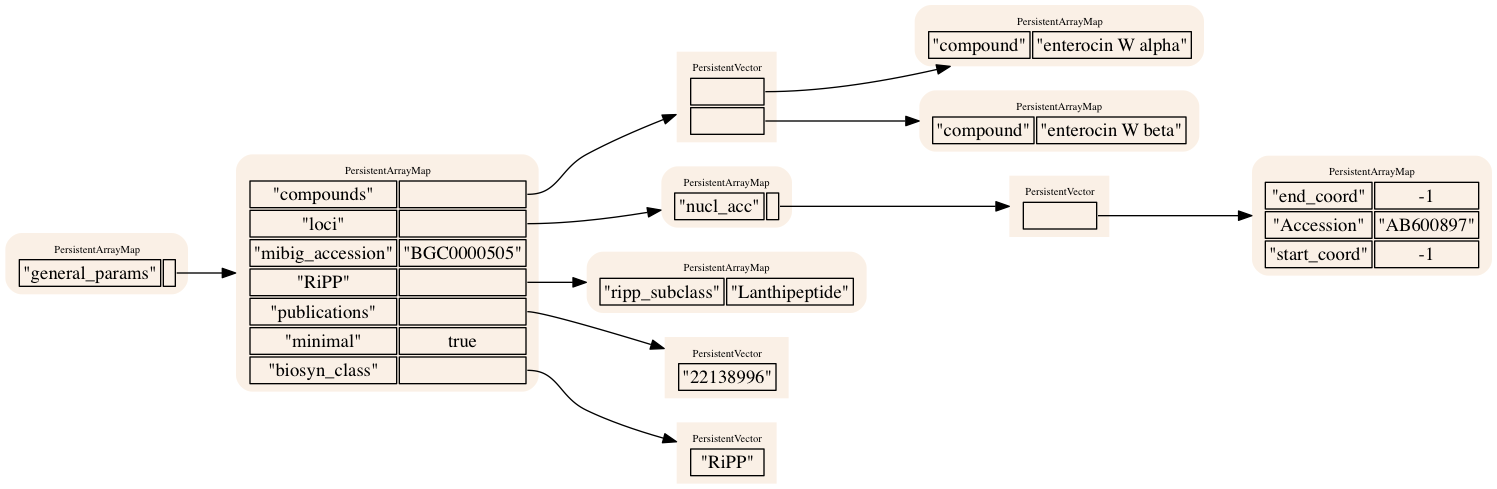 PersistentArrayMap
"general_params"
PersistentArrayMap
"compounds"
"loci"
"mibig_accession" "BGC0000505"
"RiPP"
"publications"
"minimal" true
"biosyn_class"
PersistentVector
PersistentArrayMap
"compound" "enterocin W alpha"
PersistentArrayMap
"compound" "enterocin W beta"
PersistentArrayMap
"nucl_acc"
PersistentVector
PersistentArrayMap
"end_coord" -1
"Accession" "AB600897"
"start_coord" -1
PersistentArrayMap
"ripp_subclass" "Lanthipeptide"
PersistentVector
"22138996"
PersistentVector
"RiPP"